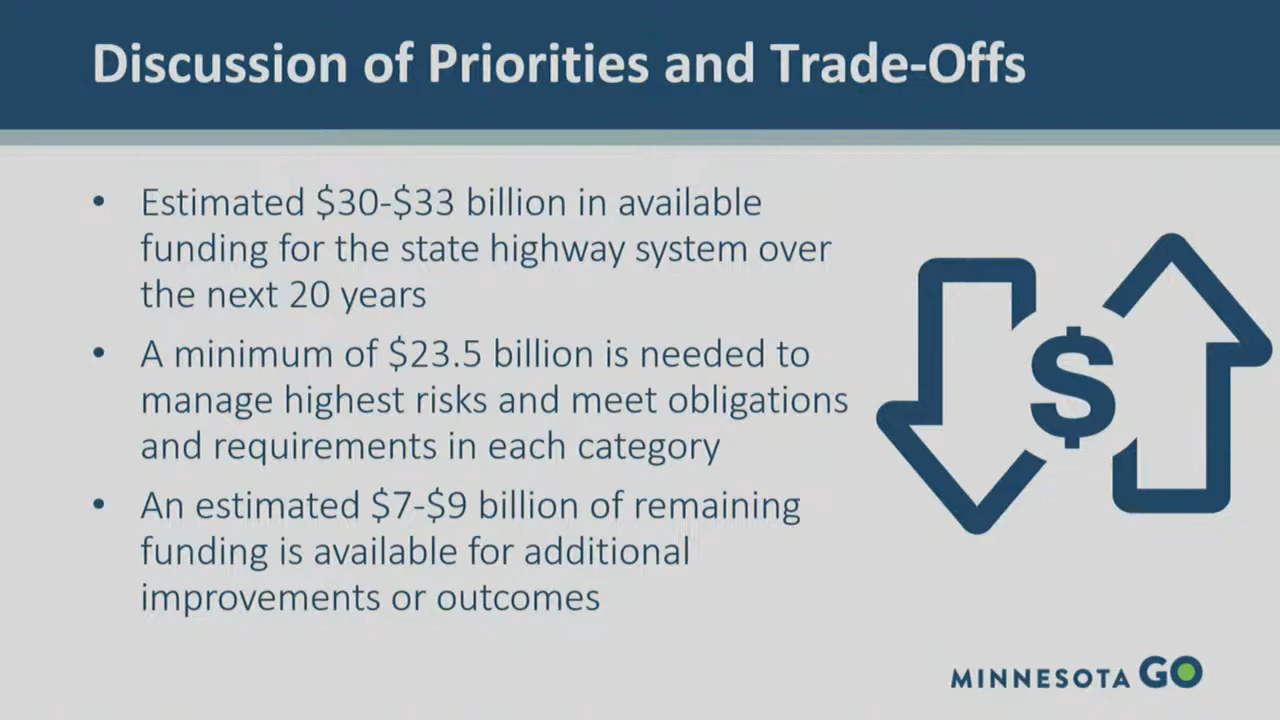 Discussion of Priorities and Trade-Offs
• Estimated $30-$33 billion in available
funding for the state highway system over
the next 20 years
• A minimum of $23.5 billion is needed to
manage highest risks and meet obligations
and requirements in each category
• An estimated $7-$9 billion of remaining
funding is available for additional
improvements or outcomes
$
MINNESOTA GO